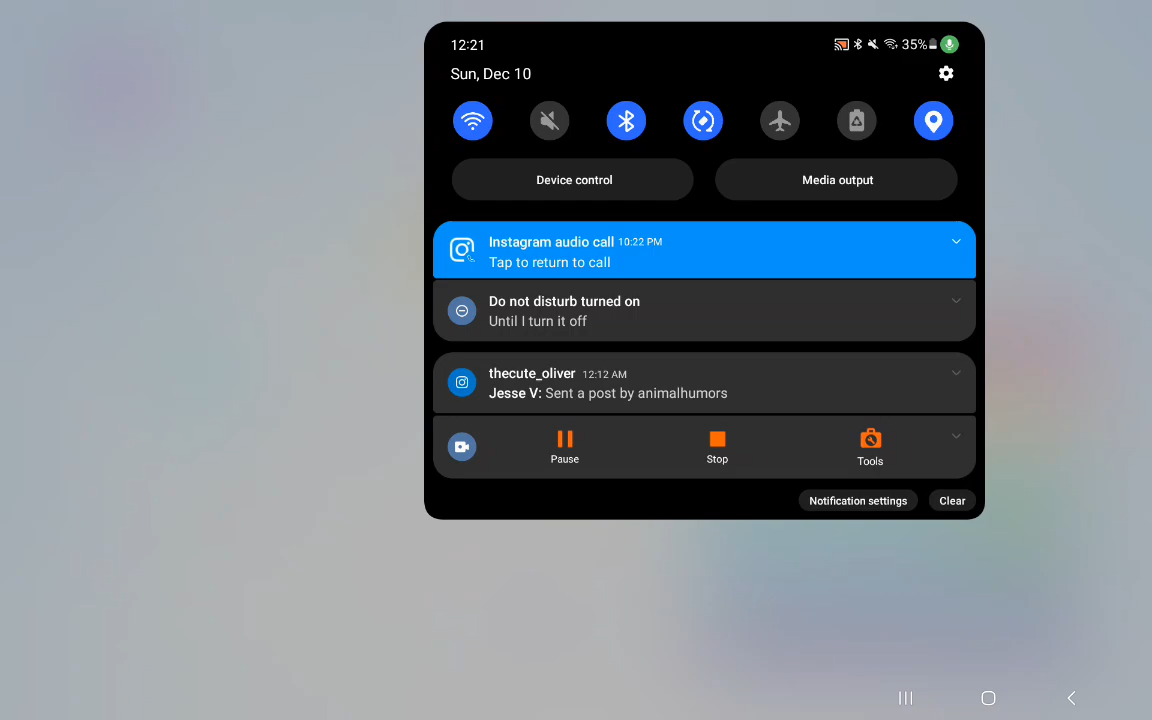 12:21
35%
Sun, Dec 10
Device control
Media output
Instagram audio call 10:22 PM
Tap to return to call
Do not disturb turned on
Until I turn it off
thecute_oliver 12:12 AM
Jesse V: Sent a post by animalhumors
Pause
Stop
Tools
Notification settings
Clear